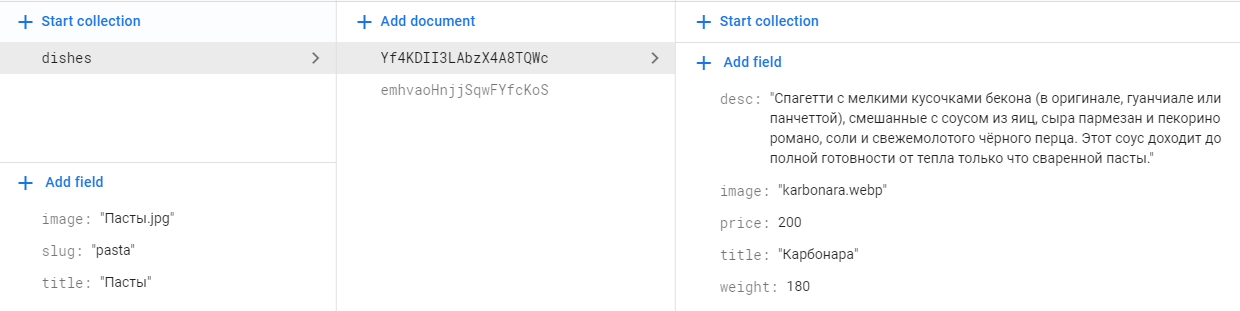 Start collection
dishes
Add field
image: "Пасты.jpg"
slug: "pasta"
title: "Пасты"
Add document
Yf4KDII3LAbzX4A8TQWc
emhvaoHnjjSqwFYfcKoS
Start collection
Add field
desc: "Спагетти с мелкими кусочками бекона (в оригинале, гуанчиале или
панчеттой), смешанные с соусом из яиц, сыра пармезан и пекорино
романо, соли и свежемолотого чёрного перца. Этот соус доходит до
полной готовности от тепла только что сваренной пасты."
image: "karbonara.webp"
price: 200
title: "Карбонара"
weight: 180